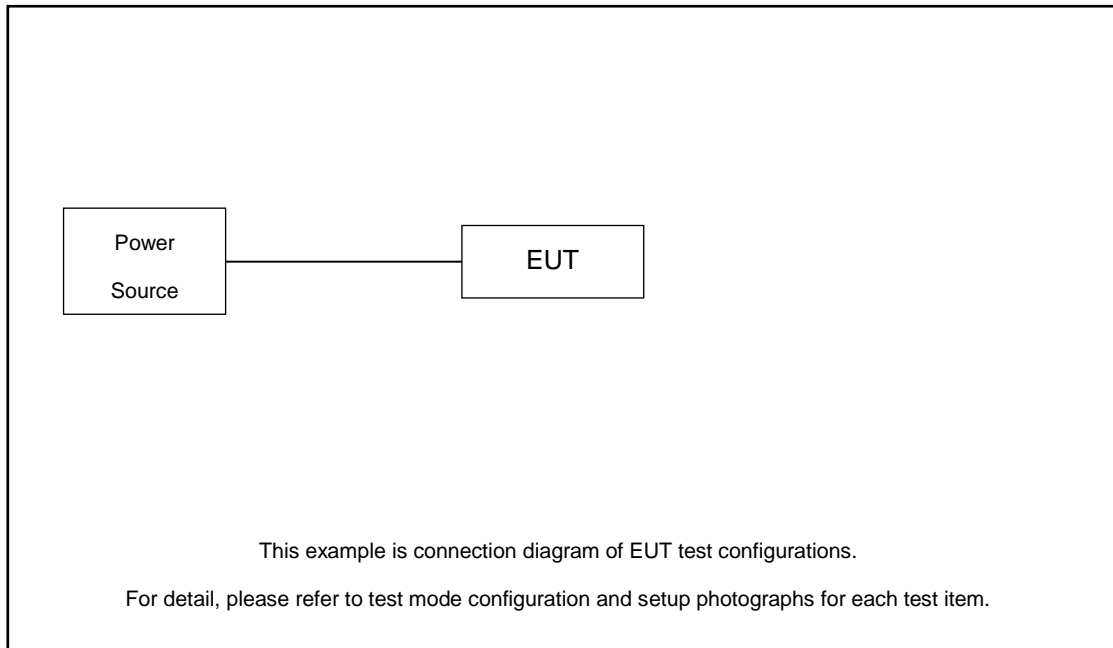 Power
Source
EUT
This example is connection diagram of EUT test configurations.
For detail, please refer to test mode configuration and setup photographs for each test item.